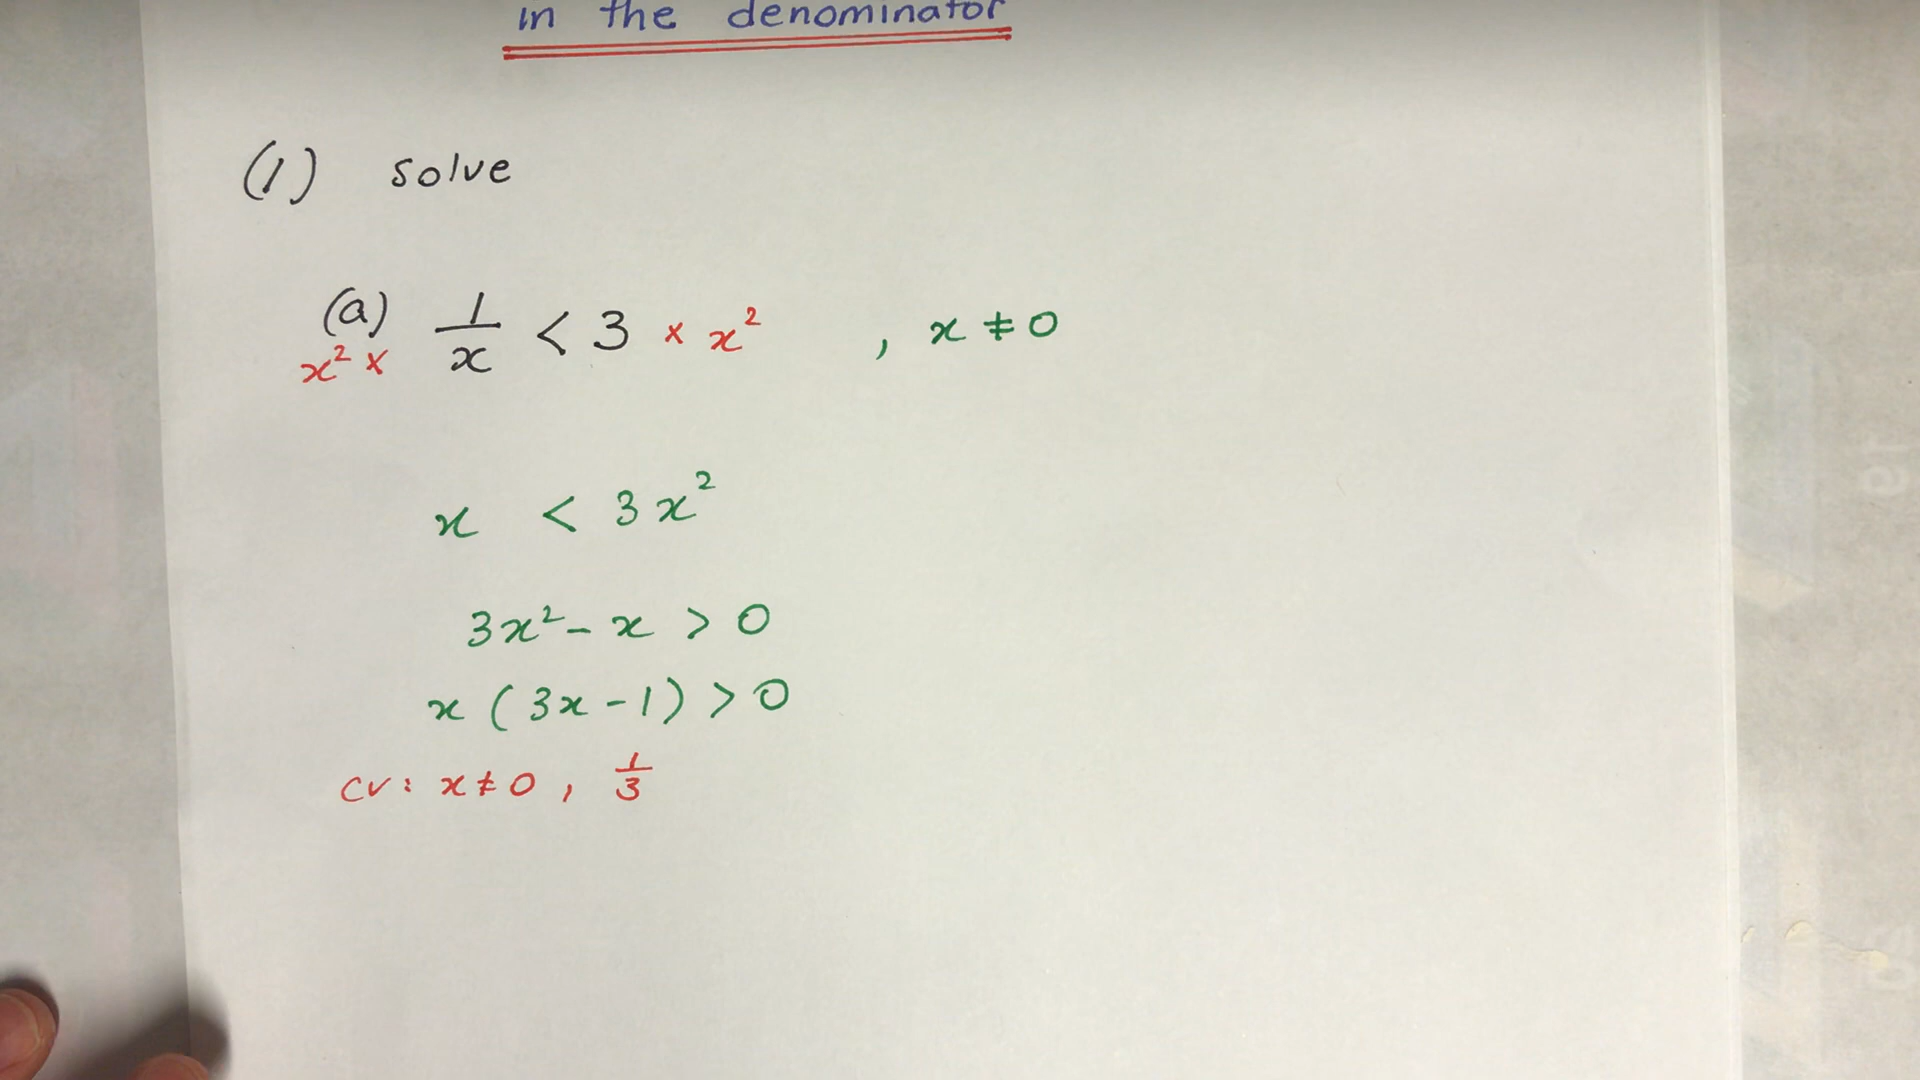 in the denominator
(1) solve
(a) 1/x < 3 × x² , x ≠ 0
x² ×
x < 3x²
3x² - x > 0
x (3x - 1) > 0
cv: x ≠ 0 , 1/3